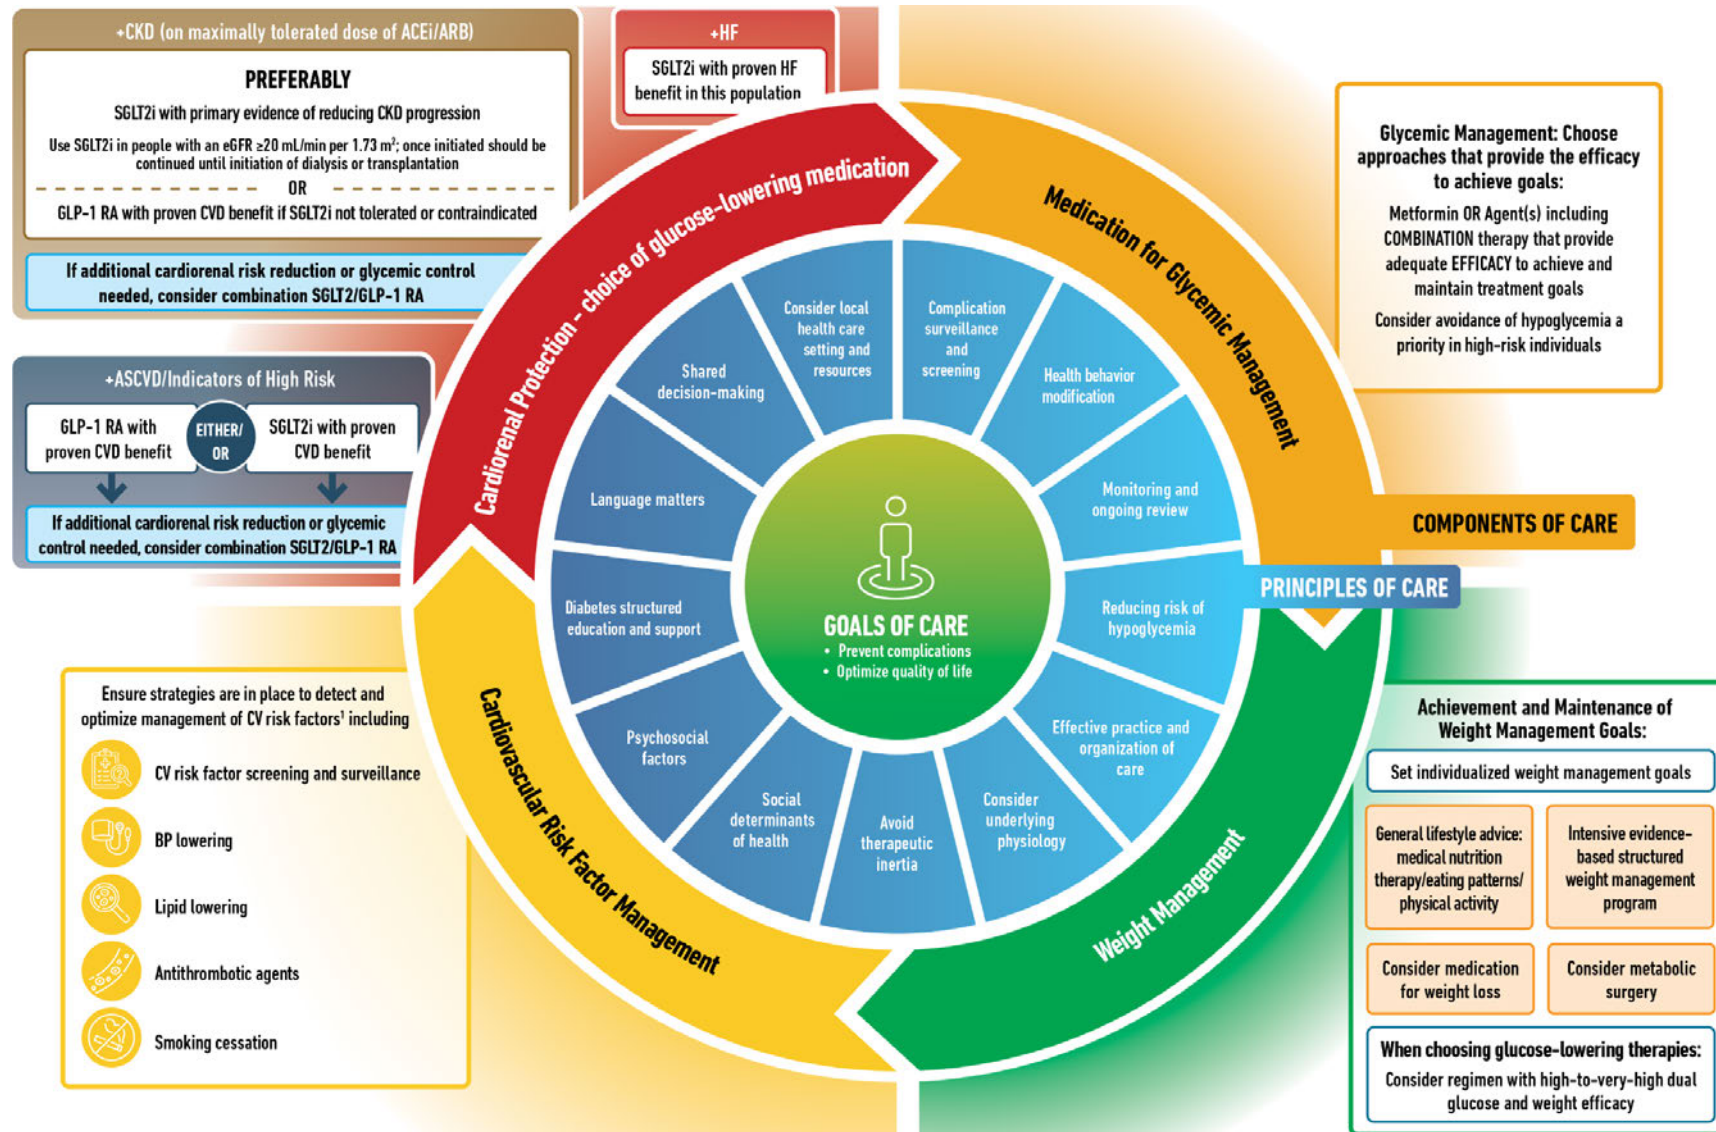 +CKD (on maximally tolerated dose of ACEi/ARB)
PREFERABLY
SGLT2i with primary evidence of reducing CKD progression
Use SGLT2i in people with an eGFR ≥20 mL/min per 1.73 m²; once initiated should be
continued until initiation of dialysis or transplantation
OR
GLP-1 RA with proven CVD benefit if SGLT2i not tolerated or contraindicated
If additional cardiorenal risk reduction or glycemic control
needed, consider combination SGLT2/GLP-1 RA
+HF
SGLT2i with proven HF
benefit in this population
+ASCVD/Indicators of High Risk
GLP-1 RA with
proven CVD benefit
EITHER/
OR
SGLT2i with proven
CVD benefit
If additional cardiorenal risk reduction or glycemic
control needed, consider combination SGLT2/GLP-1 RA
Cardiorenal Protection - choice of glucose-lowering medication
Medication for Glycemic Management
Glycemic Management: Choose
approaches that provide the efficacy
to achieve goals:
Metformin OR Agent(s) including
COMBINATION therapy that provide
adequate EFFICACY to achieve and
maintain treatment goals
Consider avoidance of hypoglycemia a
priority in high-risk individuals
COMPONENTS OF CARE
PRINCIPLES OF CARE
Consider local
health care
setting and
resources
Complication
surveillance
and
screening
Health behavior
modification
Monitoring and
ongoing review
Reducing risk of
hypoglycemia
Effective practice and
organization of
care
Consider
underlying
physiology
Avoid
therapeutic
inertia
Social
determinants
of health
Psychosocial
factors
Diabetes structured
education and support
Language matters
Shared
decision-making
GOALS OF CARE
• Prevent complications
• Optimize quality of life
Cardiovascular Risk Factor Management
Weight Management
Ensure strategies are in place to detect and
optimize management of CV risk factors¹ including
CV risk factor screening and surveillance
BP lowering
Lipid lowering
Antithrombotic agents
Smoking cessation
Achievement and Maintenance of
Weight Management Goals:
Set individualized weight management goals
General lifestyle advice:
medical nutrition
therapy/eating patterns/
physical activity
Intensive evidence-
based structured
weight management
program
Consider medication
for weight loss
Consider metabolic
surgery
When choosing glucose-lowering therapies:
Consider regimen with high-to-very-high dual
glucose and weight efficacy